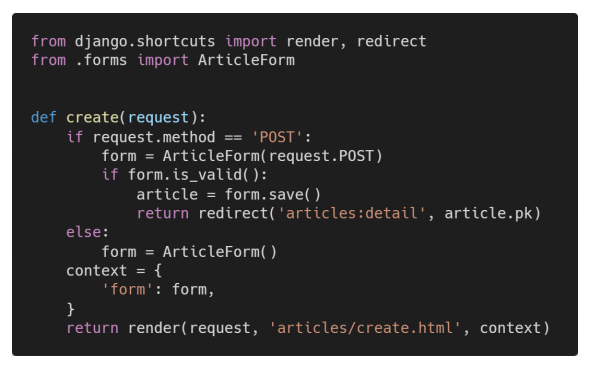 from django.shortcuts import render, redirect
from .forms import ArticleForm


def create(request):
    if request.method == 'POST':
        form = ArticleForm(request.POST)
        if form.is_valid():
            article = form.save()
            return redirect('articles:detail', article.pk)
    else:
        form = ArticleForm()
    context = {
        'form': form,
    }
    return render(request, 'articles/create.html', context)